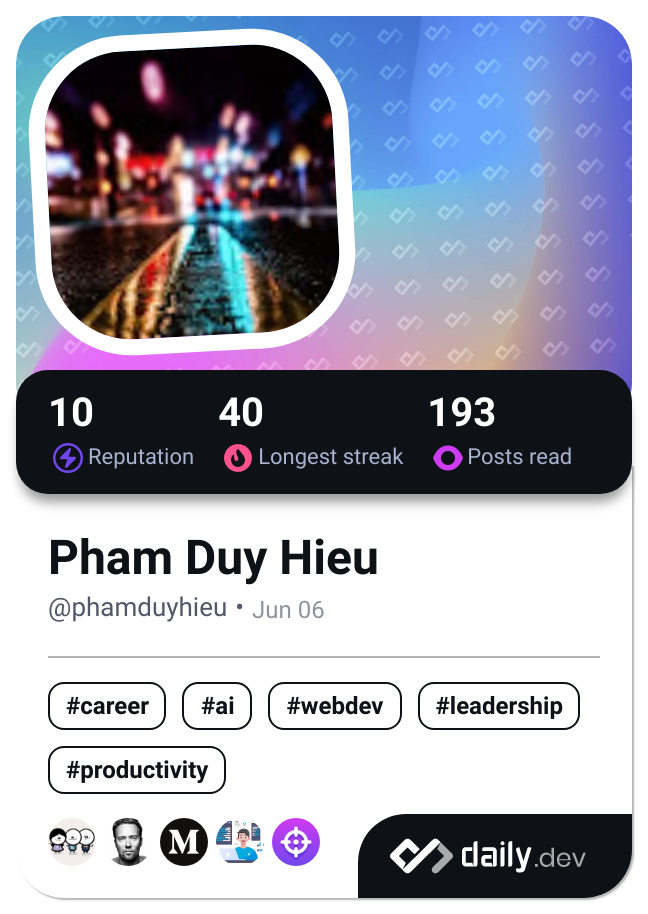 10 40 193
Reputation Longest streak Posts read
Pham Duy Hieu
@phamduyhieu • Jun 06
#career #ai #webdev #leadership
#productivity
M
daily.dev